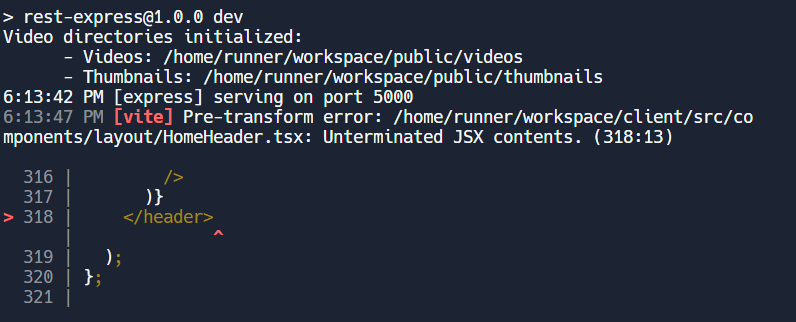 > rest-express@1.0.0 dev
Video directories initialized:
      - Videos: /home/runner/workspace/public/videos
      - Thumbnails: /home/runner/workspace/public/thumbnails
6:13:42 PM [express] serving on port 5000
6:13:47 PM [vite] Pre-transform error: /home/runner/workspace/client/src/co
mponents/layout/HomeHeader.tsx: Unterminated JSX contents. (318:13)
  316 |         />
  317 |       )}
> 318 |     </header>
      |              ^
  319 |   );
  320 | };
  321 |